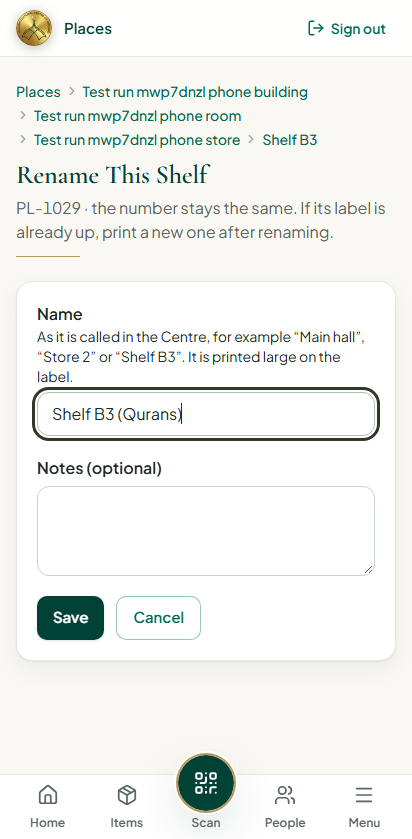 Places
Sign out
Places > Test run mwp7dnzl phone building
> Test run mwp7dnzl phone room
> Test run mwp7dnzl phone store > Shelf B3
Rename This Shelf
PL-1029 · the number stays the same. If its label is
already up, print a new one after renaming.
Name
As it is called in the Centre, for example “Main hall”,
“Store 2” or “Shelf B3”. It is printed large on the
label.
Shelf B3 (Qurans)
Notes (optional)
Save
Cancel
Home
Items
Scan
People
Menu